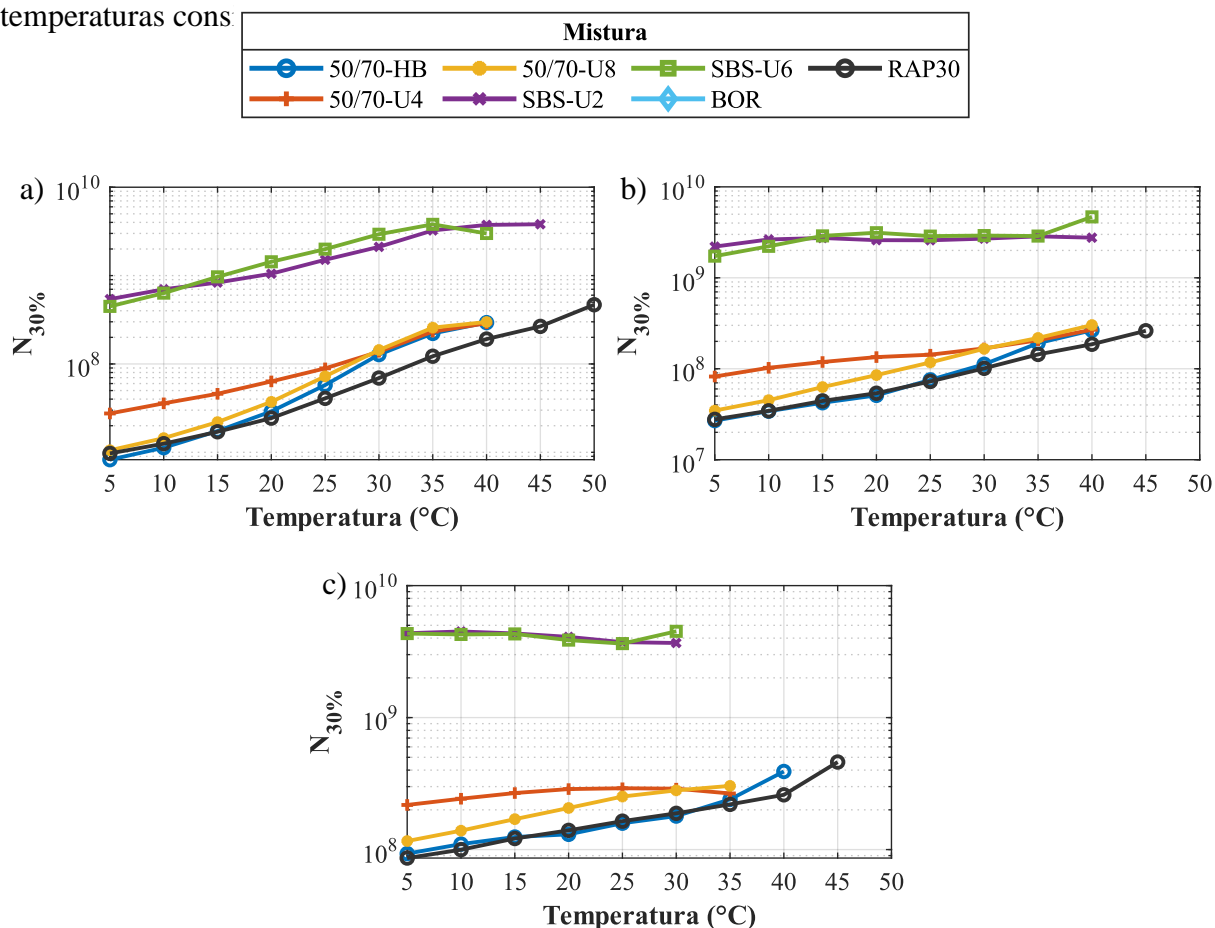 temperaturas cons
Mistura
50/70-HB 50/70-U8 SBS-U6 RAP30
50/70-U4 SBS-U2 BOR
a)
10^10
10^8
N30%
5 10 15 20 25 30 35 40 45 50
Temperatura (°C)
b)
10^10
10^9
10^8
10^7
N30%
5 10 15 20 25 30 35 40 45 50
Temperatura (°C)
c)
10^10
10^9
10^8
N30%
5 10 15 20 25 30 35 40 45 50
Temperatura (°C)